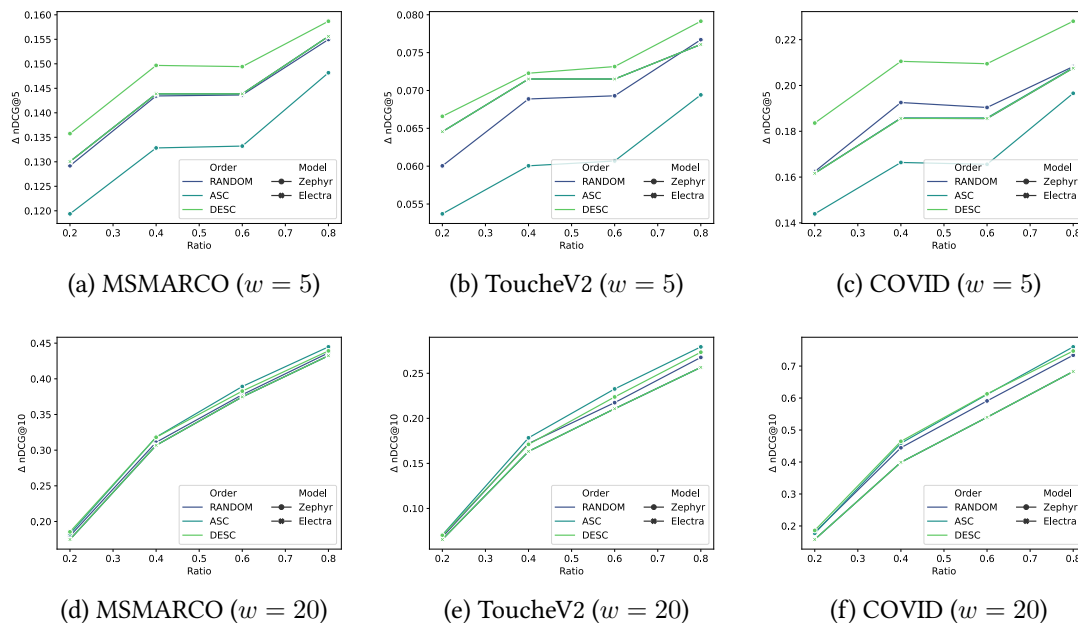 0.160
0.155
0.150
0.145
0.140
0.135
0.130
0.125
0.120
Δ nDCG@5
Order
RANDOM
ASC
DESC
Model
Zephyr
Electra
0.2 0.3 0.4 0.5 0.6 0.7 0.8
Ratio
(a) MSMARCO (w = 5)
0.080
0.075
0.070
0.065
0.060
0.055
Δ nDCG@5
Order
RANDOM
ASC
DESC
Model
Zephyr
Electra
0.2 0.3 0.4 0.5 0.6 0.7 0.8
Ratio
(b) ToucheV2 (w = 5)
0.22
0.20
0.18
0.16
0.14
Δ nDCG@5
Order
RANDOM
ASC
DESC
Model
Zephyr
Electra
0.2 0.3 0.4 0.5 0.6 0.7 0.8
Ratio
(c) COVID (w = 5)
0.45
0.40
0.35
0.30
0.25
0.20
Δ nDCG@10
Order
RANDOM
ASC
DESC
Model
Zephyr
Electra
0.2 0.3 0.4 0.5 0.6 0.7 0.8
Ratio
(d) MSMARCO (w = 20)
0.25
0.20
0.15
0.10
Δ nDCG@10
Order
RANDOM
ASC
DESC
Model
Zephyr
Electra
0.2 0.3 0.4 0.5 0.6 0.7 0.8
Ratio
(e) ToucheV2 (w = 20)
0.7
0.6
0.5
0.4
0.3
0.2
Δ nDCG@10
Order
RANDOM
ASC
DESC
Model
Zephyr
Electra
0.2 0.3 0.4 0.5 0.6 0.7 0.8
Ratio
(f) COVID (w = 20)